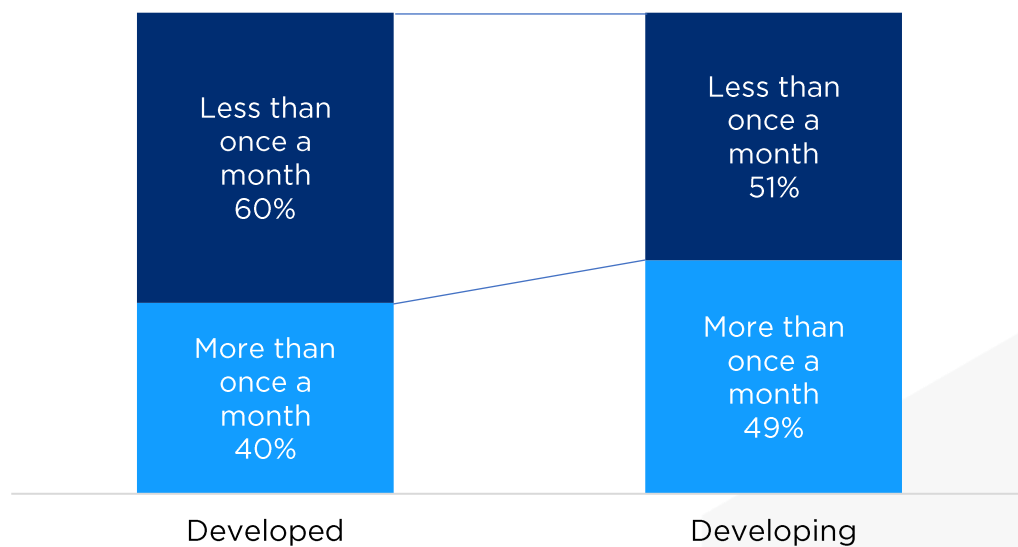 Less than
once a
month
60%
More than
once a
month
40%
Less than
once a
month
51%
More than
once a
month
49%
Developed
Developing